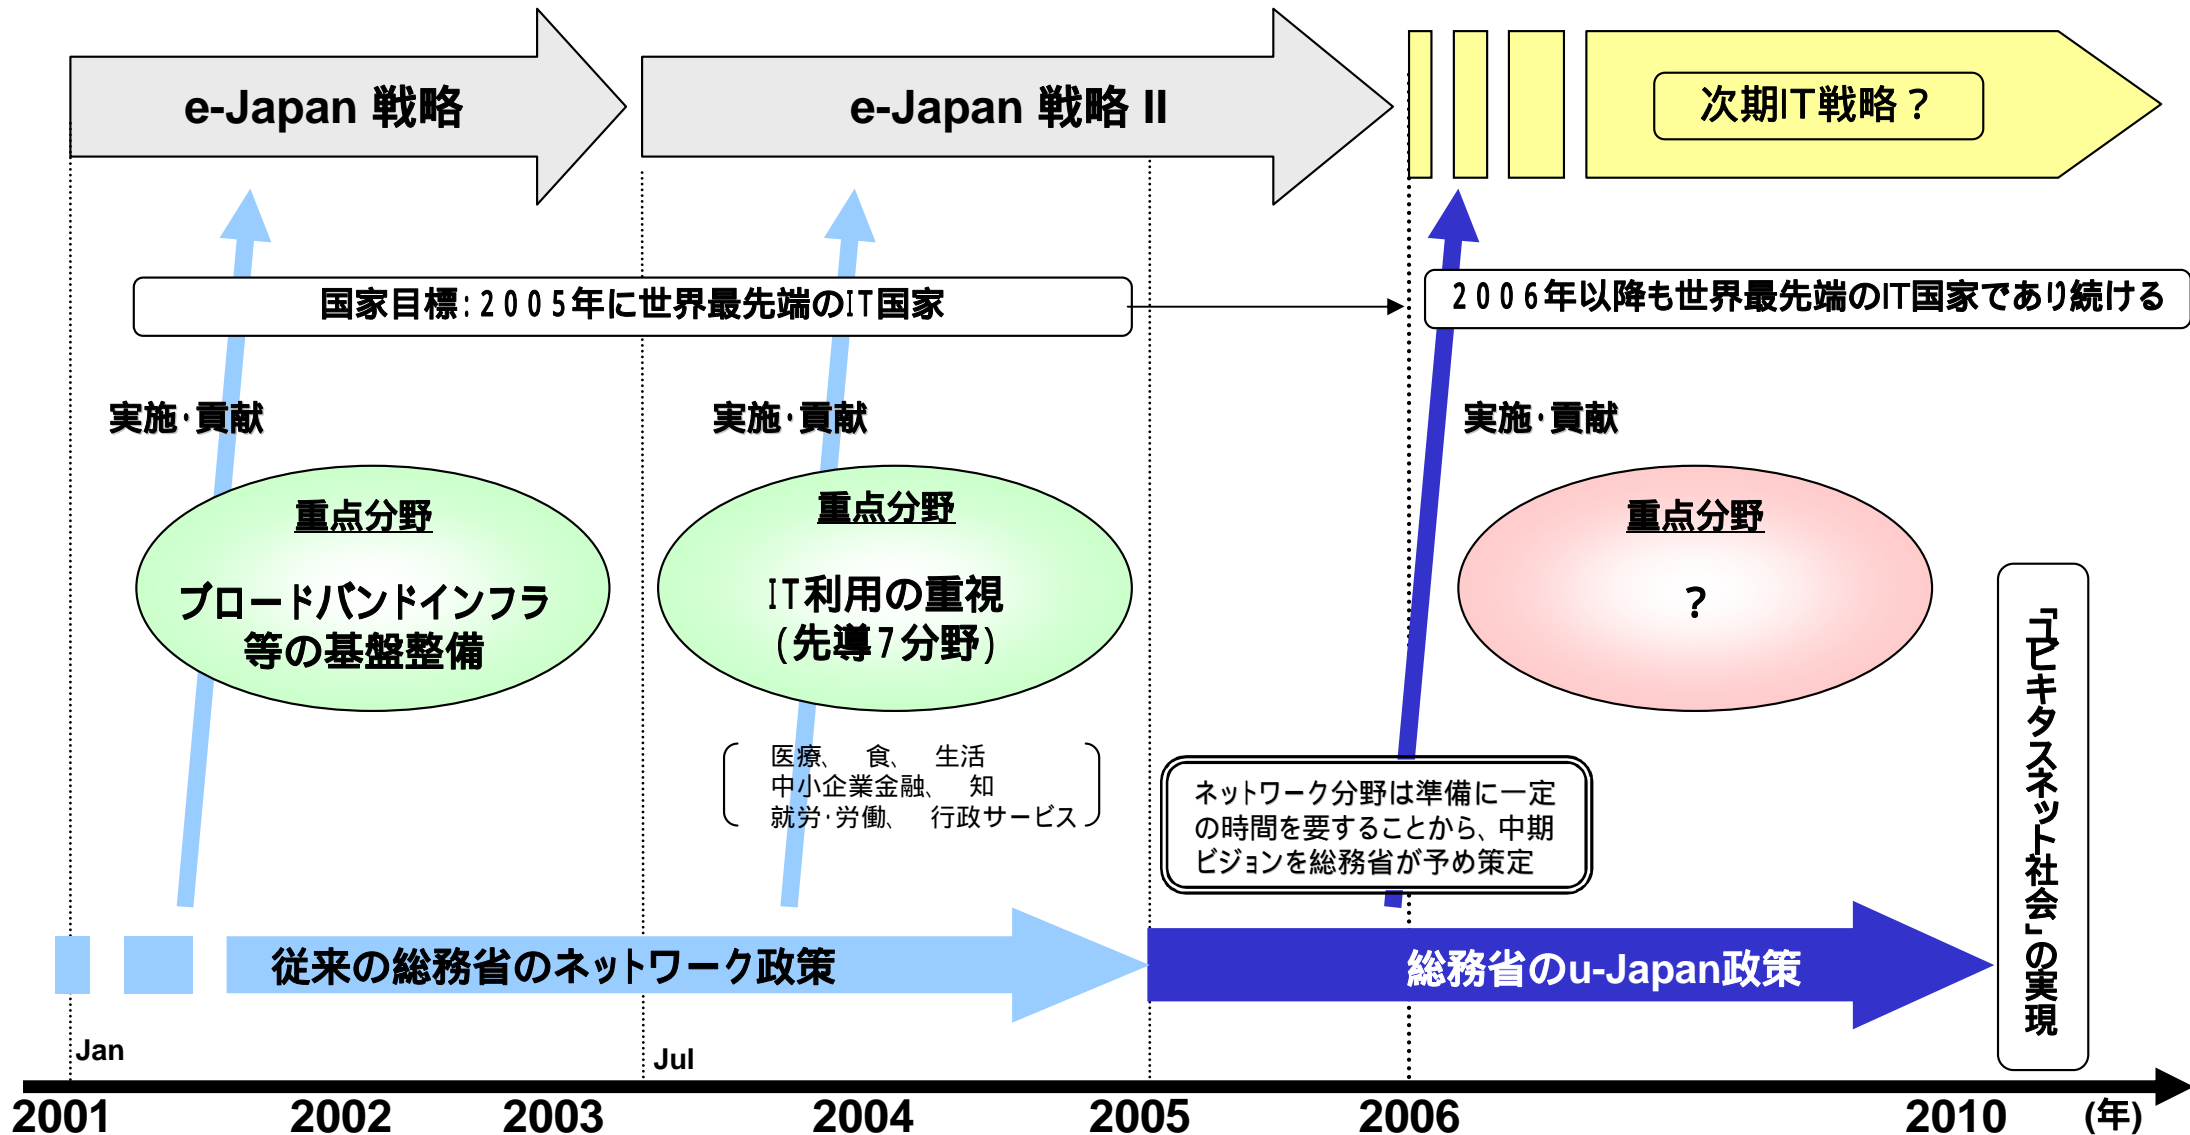 e-Japan 戦略
e-Japan 戦略 II
次期IT戦略？
国家目標：２００５年に世界最先端のIT国家
２００６年以降も世界最先端のIT国家であり続ける
実施・貢献
実施・貢献
実施・貢献
重点分野
ブロードバンドインフラ
等の基盤整備
重点分野
IT利用の重視
(先導７分野)
重点分野
？
医療、　食、　生活
中小企業金融、　知
就労・労働、　行政サービス
ネットワーク分野は準備に一定
の時間を要することから、中期
ビジョンを総務省が予め策定
「ユビキタスネット社会」の実現
従来の総務省のネットワーク政策
総務省のu-Japan政策
Jan
Jul
2001
2002
2003
2004
2005
2006
2010
(年)